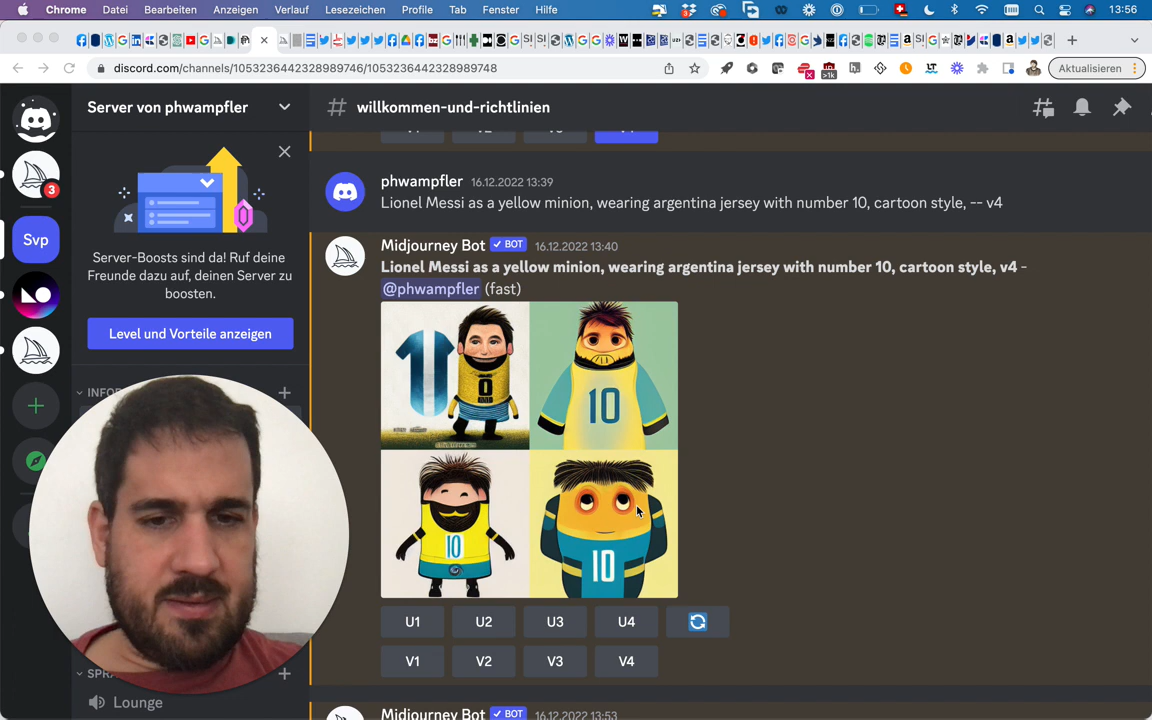 Chrome Datei Bearbeiten Anzeigen Verlauf Lesezeichen Profile Tab Fenster Hilfe 13:56
discord.com/channels/1053236442328989746/1053236442328989748
>1k
Aktualisieren
Server von phwampfler
willkommen-und-richtlinien
3
phwampfler 16.12.2022 13:39
Lionel Messi as a yellow minion, wearing argentina jersey with number 10, cartoon style, -- v4
Svp
Midjourney Bot BOT 16.12.2022 13:40
Lionel Messi as a yellow minion, wearing argentina jersey with number 10, cartoon style, v4 -
@phwampfler (fast)
Server-Boosts sind da! Ruf deine
Freunde dazu auf, deinen Server zu
boosten.
Level und Vorteile anzeigen
10
10
10
U1 U2 U3 U4
V1 V2 V3 V4
Lounge
Midjourney Bot BOT 16.12.2022 13:53